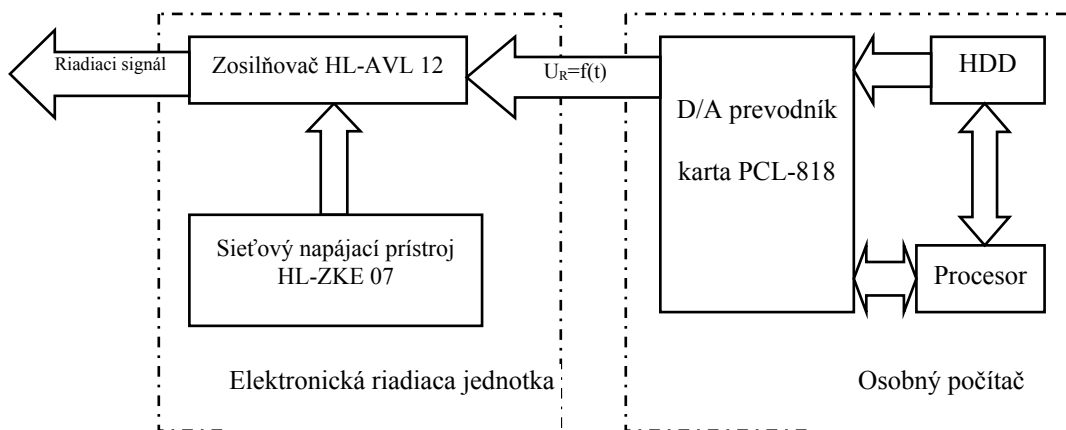 Riadiaci signál
Zosilňovač HL-AVL 12
U_R=f(t)
D/A prevodník
karta PCL-818
HDD
Sieťový napájací prístroj
HL-ZKE 07
Procesor
Elektronická riadiaca jednotka
Osobný počítač